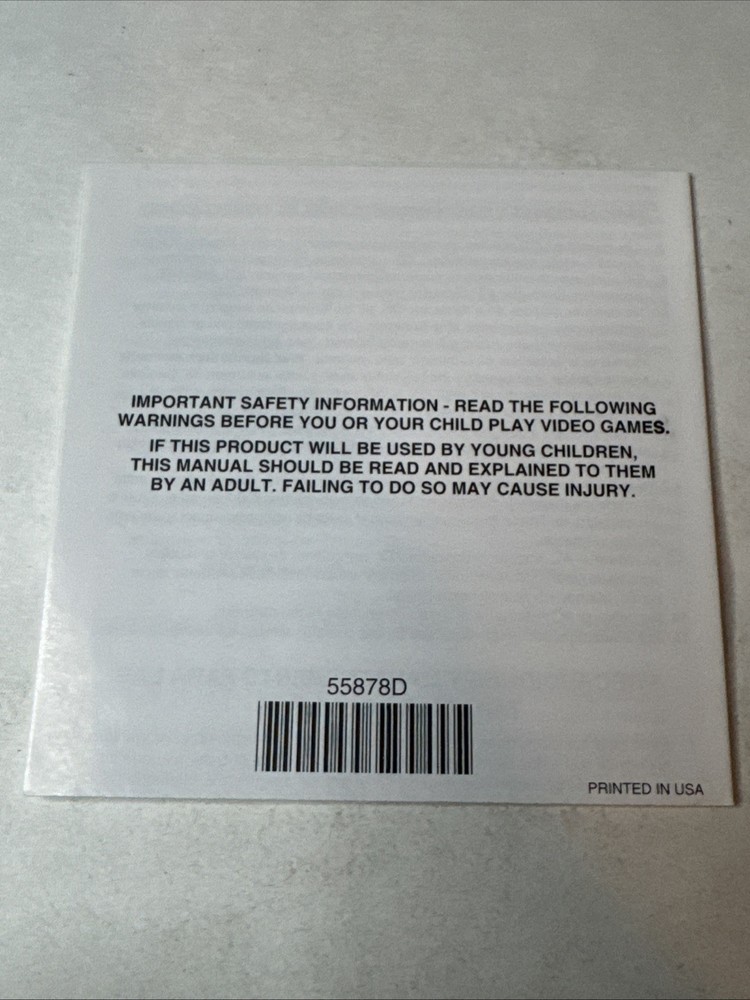 IMPORTANT SAFETY INFORMATION - READ THE FOLLOWING
WARNINGS BEFORE YOU OR YOUR CHILD PLAY VIDEO GAMES.
IF THIS PRODUCT WILL BE USED BY YOUNG CHILDREN,
THIS MANUAL SHOULD BE READ AND EXPLAINED TO THEM
BY AN ADULT. FAILING TO DO SO MAY CAUSE INJURY.
55878D
PRINTED IN USA